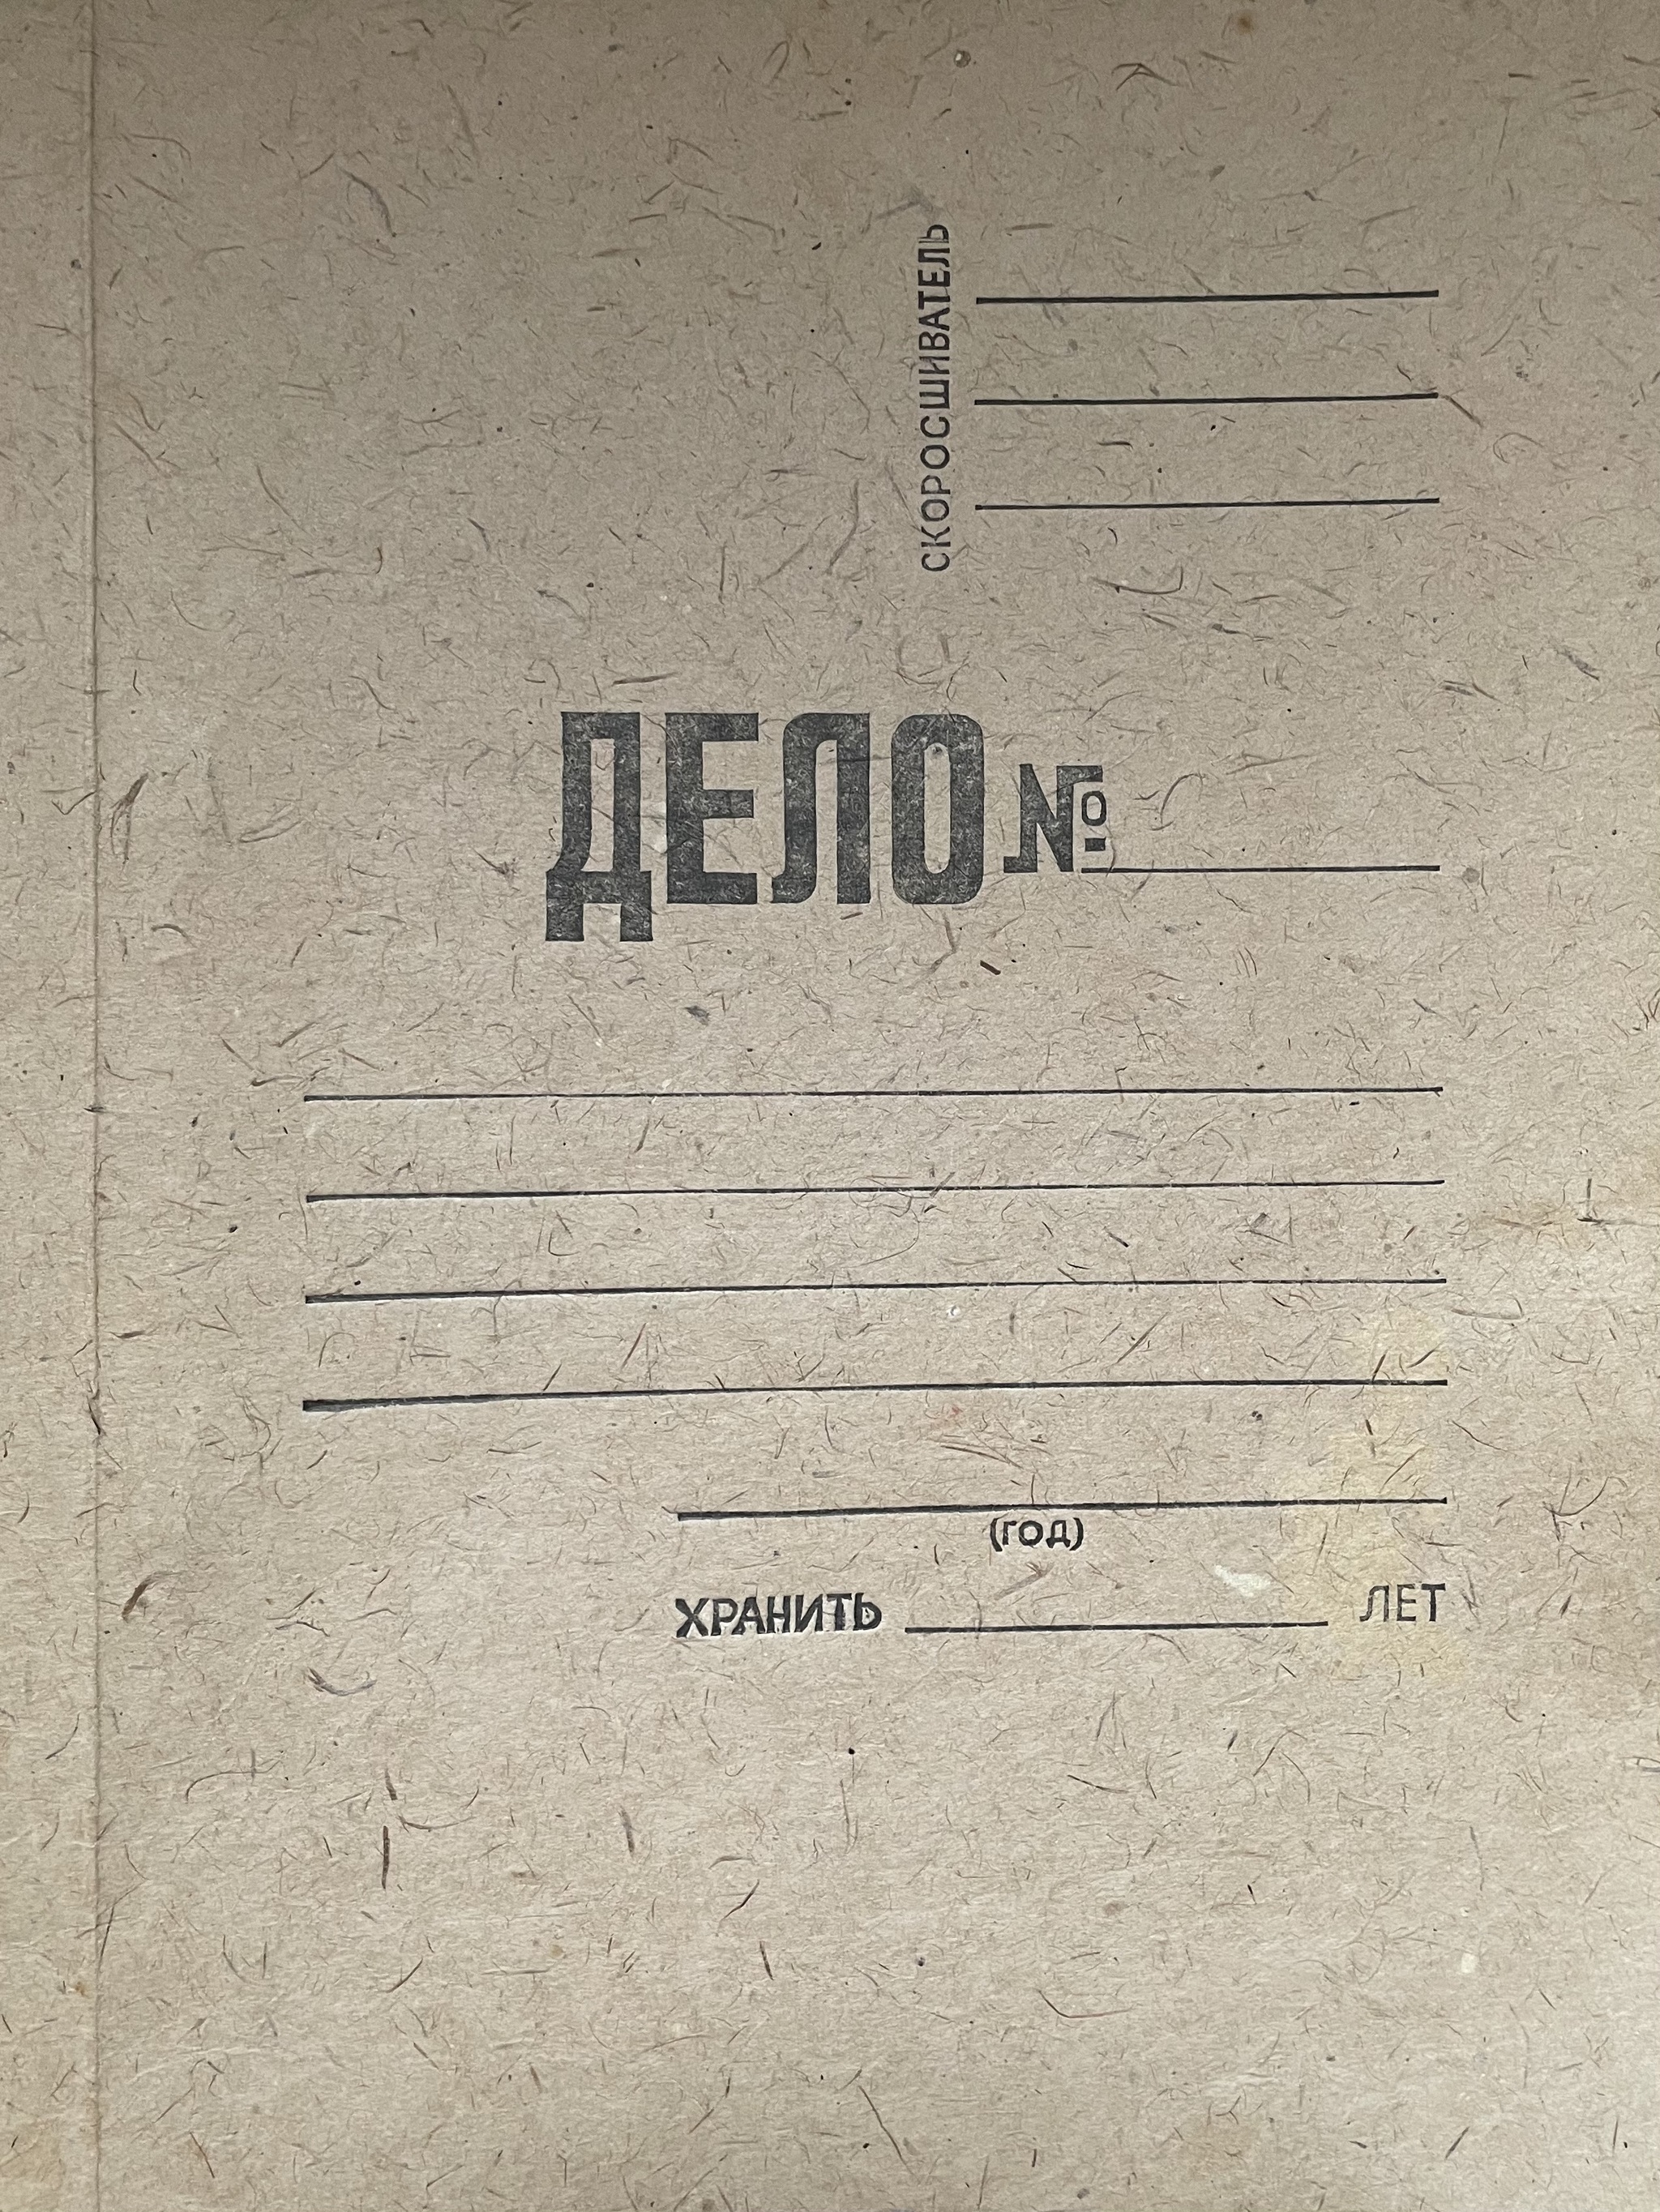 СКОРОСШИВАТЕЛЬ
ДЕЛО №
(год)
ХРАНИТЬ ЛЕТ